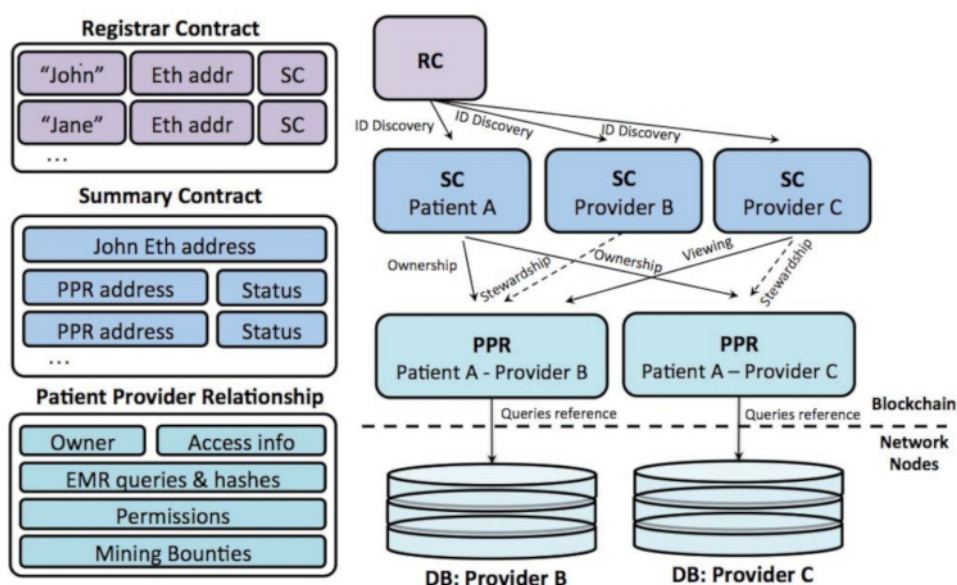 Registrar Contract
"John" Eth addr SC
"Jane" Eth addr SC
...
Summary Contract
John Eth address
PPR address Status
PPR address Status
...
Patient Provider Relationship
Owner Access info
EMR queries & hashes
Permissions
Mining Bounties
RC
ID Discovery ID Discovery ID Discovery
SC SC SC
Patient A Provider B Provider C
Ownership Stewardship Ownership Viewing Stewardship
PPR PPR
Patient A - Provider B Patient A – Provider C
Queries reference Queries reference Blockchain
Network
Nodes
DB: Provider B DB: Provider C